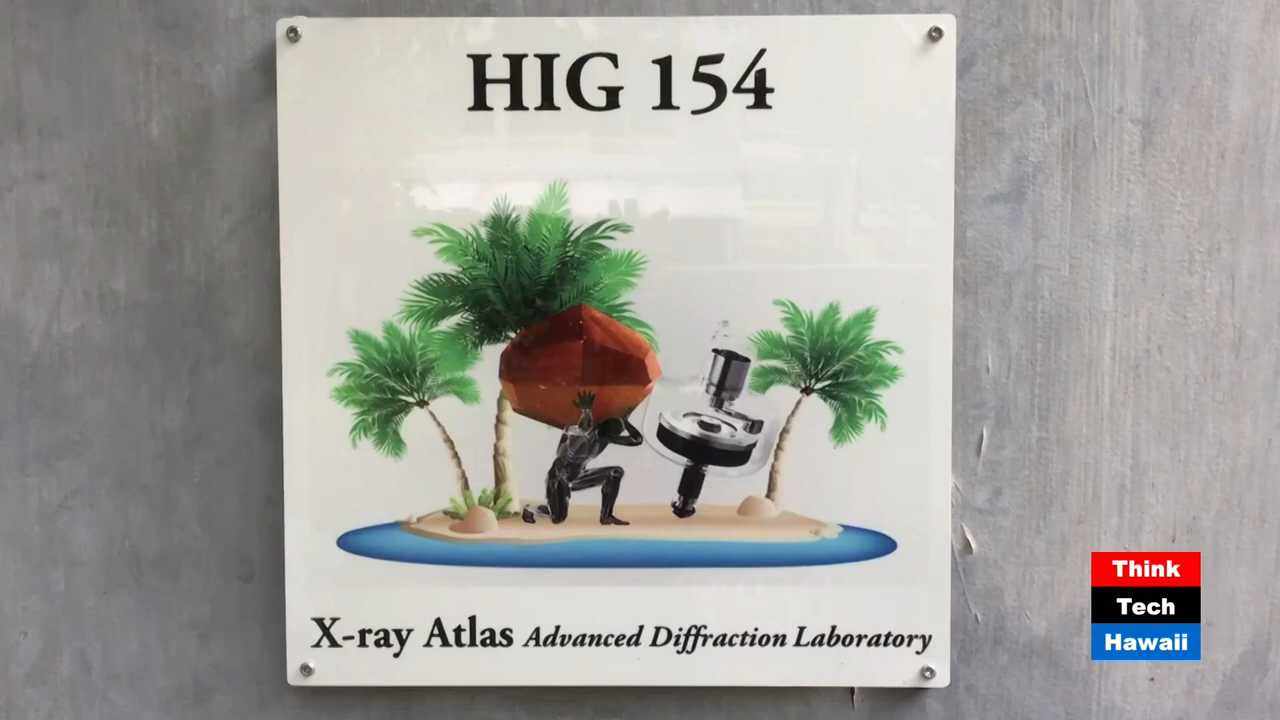 HIG 154
X-ray Atlas Advanced Diffraction Laboratory
Think
Tech
Hawaii